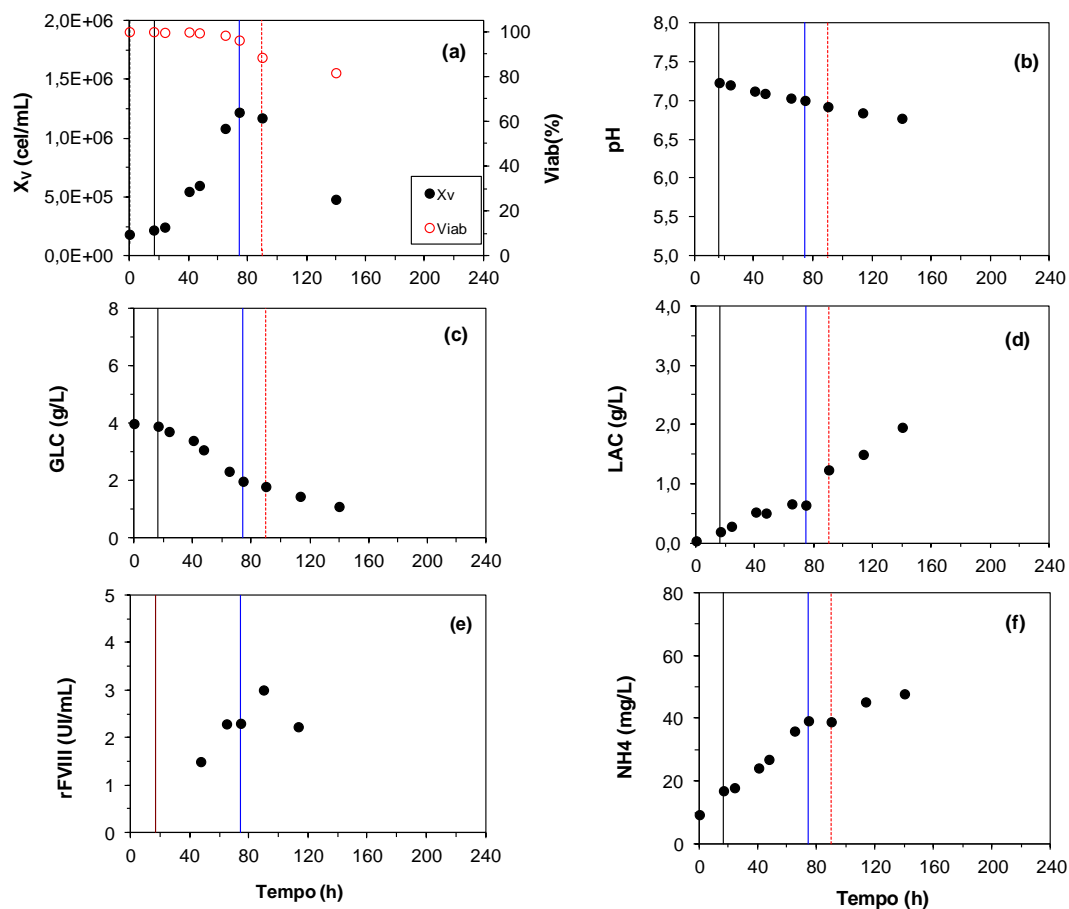 2,0E+06
1,5E+06
1,0E+06
5,0E+05
0,0E+00
Xv (cel/mL)
0 40 80 120 160 200 240
100
80
60
40
20
0
Viab(%)
(a)
Xv
Viab
8,0
7,5
7,0
6,5
6,0
5,5
5,0
pH
0 40 80 120 160 200 240
(b)
8
6
4
2
0
GLC (g/L)
0 40 80 120 160 200 240
(c)
4,0
3,0
2,0
1,0
0,0
LAC (g/L)
0 40 80 120 160 200 240
(d)
5
4
3
2
1
0
rFVIII (UI/mL)
0 40 80 120 160 200 240
Tempo (h)
(e)
80
60
40
20
0
NH4 (mg/L)
0 40 80 120 160 200 240
Tempo (h)
(f)